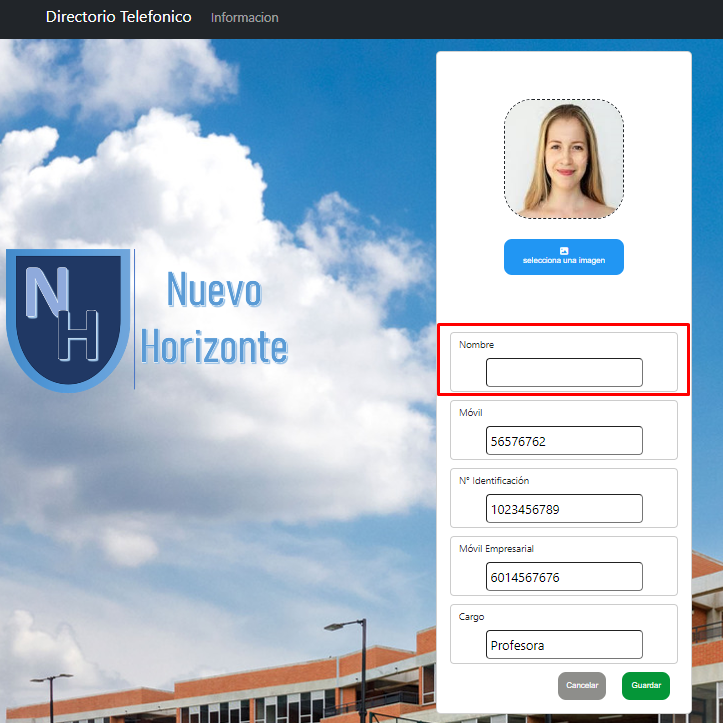 Directorio Telefonico Informacion
NH
Nuevo
Horizonte
selecciona una imagen
Nombre
Móvil
56576762
N° Identificación
1023456789
Móvil Empresarial
6014567676
Cargo
Profesora
Cancelar Guardar